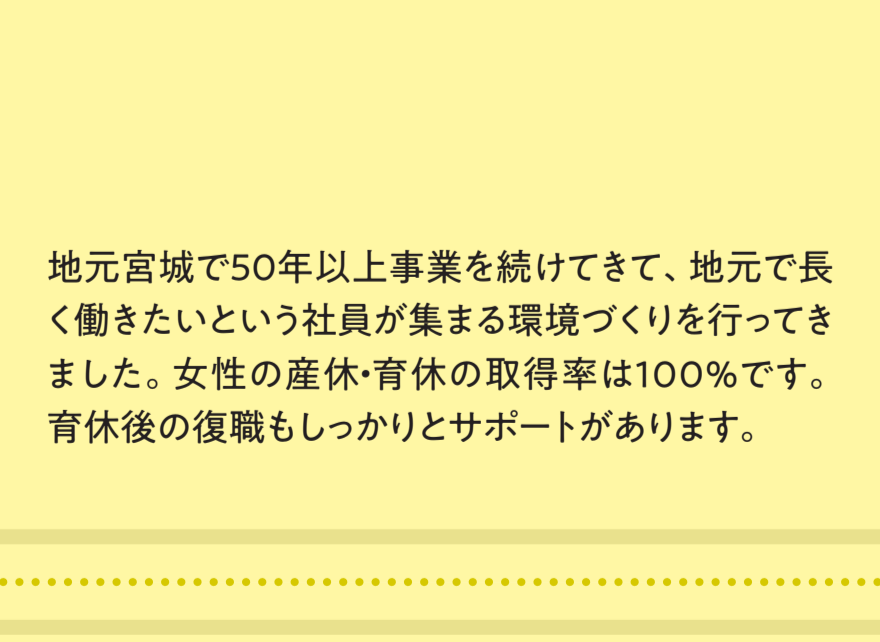 地元宮城で50年以上事業を続けてきて、地元で長
く働きたいという社員が集まる環境づくりを行ってき
ました。女性の産休・育休の取得率は100%です。
育休後の復職もしっかりとサポートがあります。